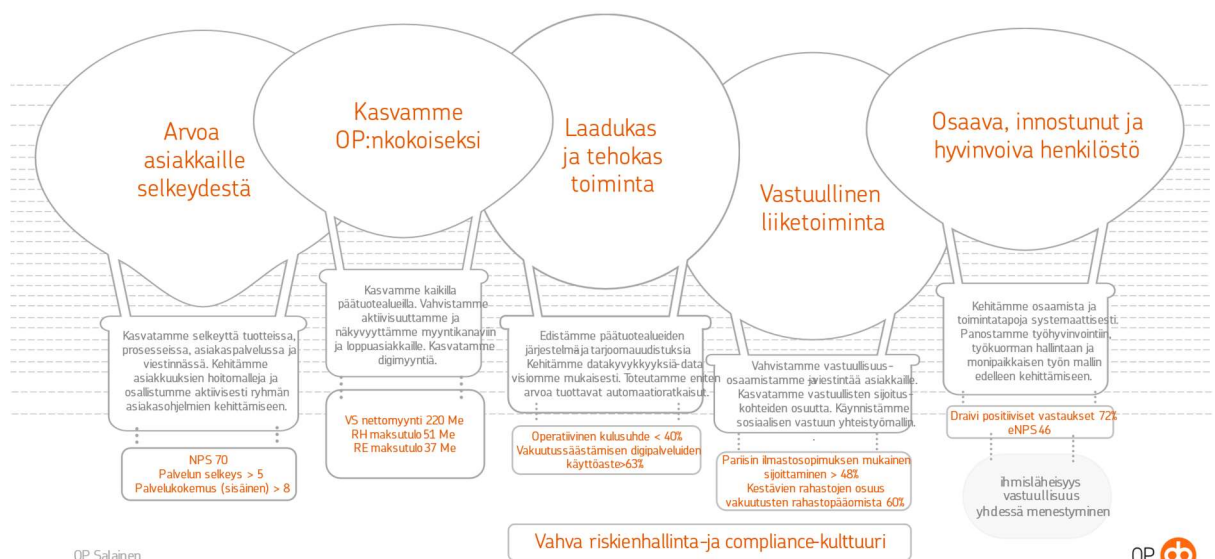 Arvoa
asiakkaille
selkeydestä
Kasvatamme selkeyttä tuotteissa,
prosesseissa, asiakaspalvelussa ja
viestinnässä. Kehitämme
asiakkuuksien hoitomalleja ja
osallistumme aktiivisesti ryhmän
asiakasohjelmien kehittämiseen.
NPS 70
Palvelun selkeys > 5
Palvelukokemus (sisäinen) > 8
Kasvamme
OP:nkokoiseksi
Kasvamme kaikilla
päätuotealueilla. Vahvistamme
aktiivisuuttamme ja
näkyvyyttämme myyntikanaviin
ja loppuasiakkaille. Kasvatamme
digimyyntiä.
VS nettomyynti 220 Me
RH maksutulo 51 Me
RE maksutulo 37 Me
Laadukas
ja tehokas
toiminta
Edistämme päätuotealueiden
järjestelmä-ja tarjoomauudistuksia
Kehitämme datakyvykkyyksiä-data
visiomme mukaisesti. Toteutamme eniten
arvoa tuottavat automaatioratkaisut.
Operatiivinen kulusuhde < 40%
Vakuutussäästämisen digipalveluiden
käyttöaste>63%
Vastuullinen
liiketoiminta
Vahvistamme vastuullisuus-
osaamistamme ja-viestintää asiakkaille.
Kasvatamme vastuullisten sijoitus-
kohteiden osuutta. Käynnistämme
sosiaalisen vastuun yhteistyömallin.
.
Pariisin ilmastosopimuksen mukainen
sijoittaminen > 48%
Kestävien rahastojen osuus
vakuutusten rahastopääomista 60%
Osaava, innostunut ja
hyvinvoiva henkilöstö
Kehitämme osaamista ja
toimintatapoja systemaattisesti.
Panostamme työhyvinvointiin,
työkuorman hallintaan ja
monipaikkaisen työn mallin
edelleen kehittämiseen.
Draivi positiiviset vastaukset 72%
eNPS 46
ihmisläheisyys
vastuullisuus
yhdessä menestyminen
Vahva riskienhallinta-ja compliance-kulttuuri
OP Salainen
OP